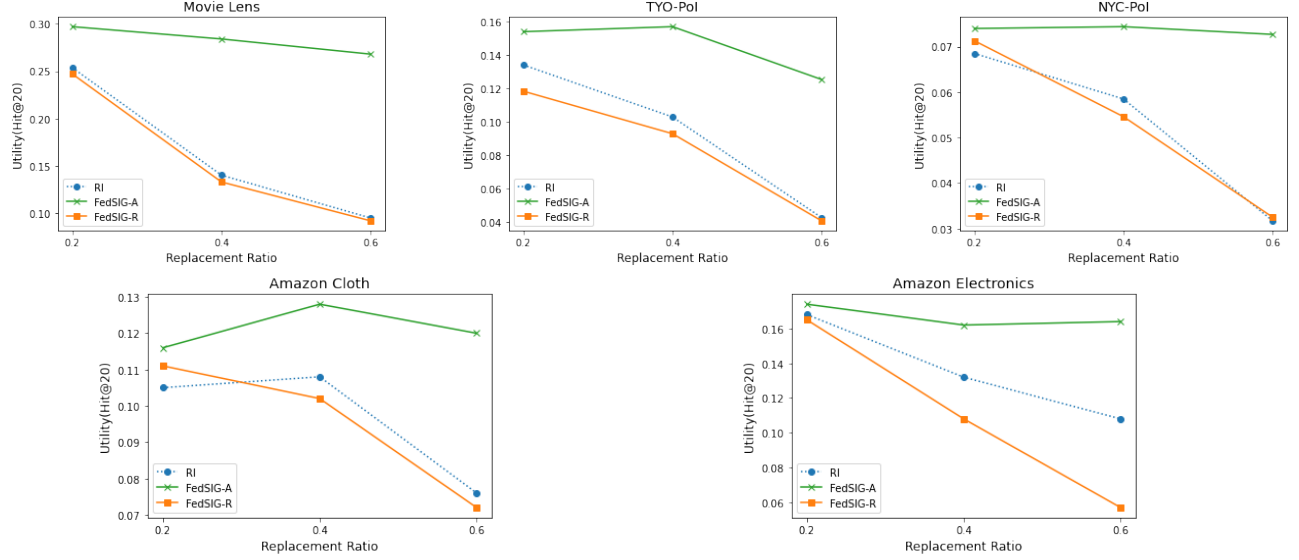 Movie Lens
0.30
0.25
0.20
0.15
0.10
Utility(Hit@20)
RI
FedSIG-A
FedSIG-R
0.2
0.4
0.6
Replacement Ratio
TYO-PoI
0.16
0.14
0.12
0.10
0.08
0.06
0.04
Utility(Hit@20)
RI
FedSIG-A
FedSIG-R
0.2
0.4
0.6
Replacement Ratio
NYC-PoI
0.07
0.06
0.05
0.04
0.03
Utility(Hit@20)
RI
FedSIG-A
FedSIG-R
0.2
0.4
0.6
Replacement Ratio
Amazon Cloth
0.13
0.12
0.11
0.10
0.09
0.08
0.07
Utility(Hit@20)
RI
FedSIG-A
FedSIG-R
0.2
0.4
0.6
Replacement Ratio
Amazon Electronics
0.16
0.14
0.12
0.10
0.08
0.06
Utility(Hit@20)
RI
FedSIG-A
FedSIG-R
0.2
0.4
0.6
Replacement Ratio